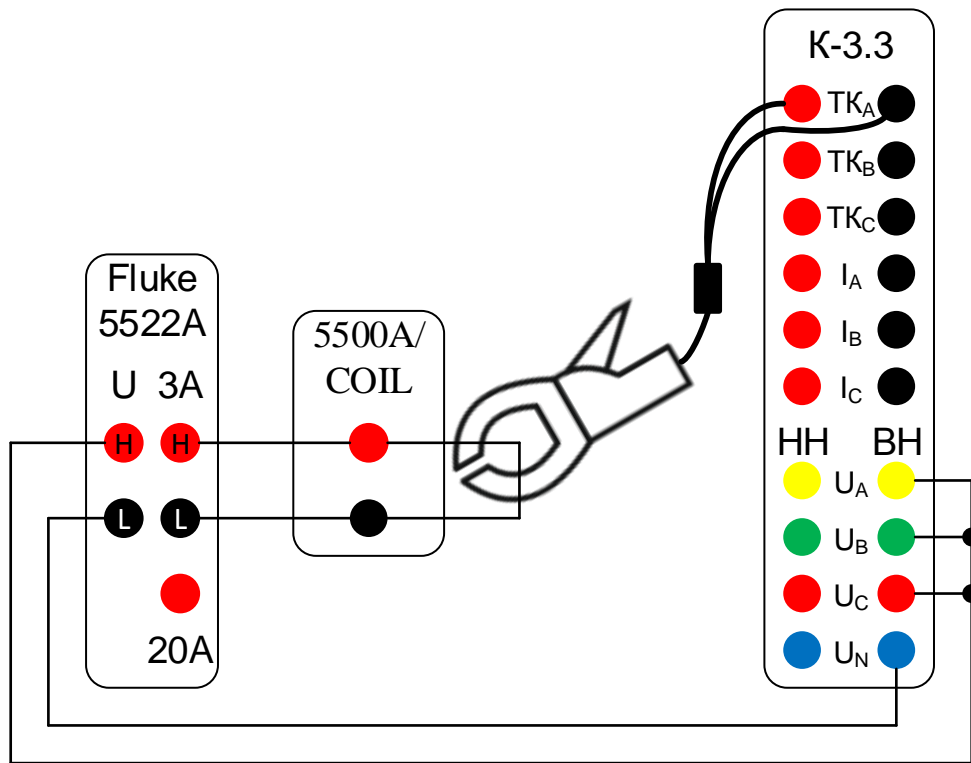 К-3.3
ТКA
ТКB
ТКC
IA
IB
IC
НН ВН
UA
UB
UC
UN
Fluke
5522A
U 3A
H H
L L
20A
5500A/
COIL